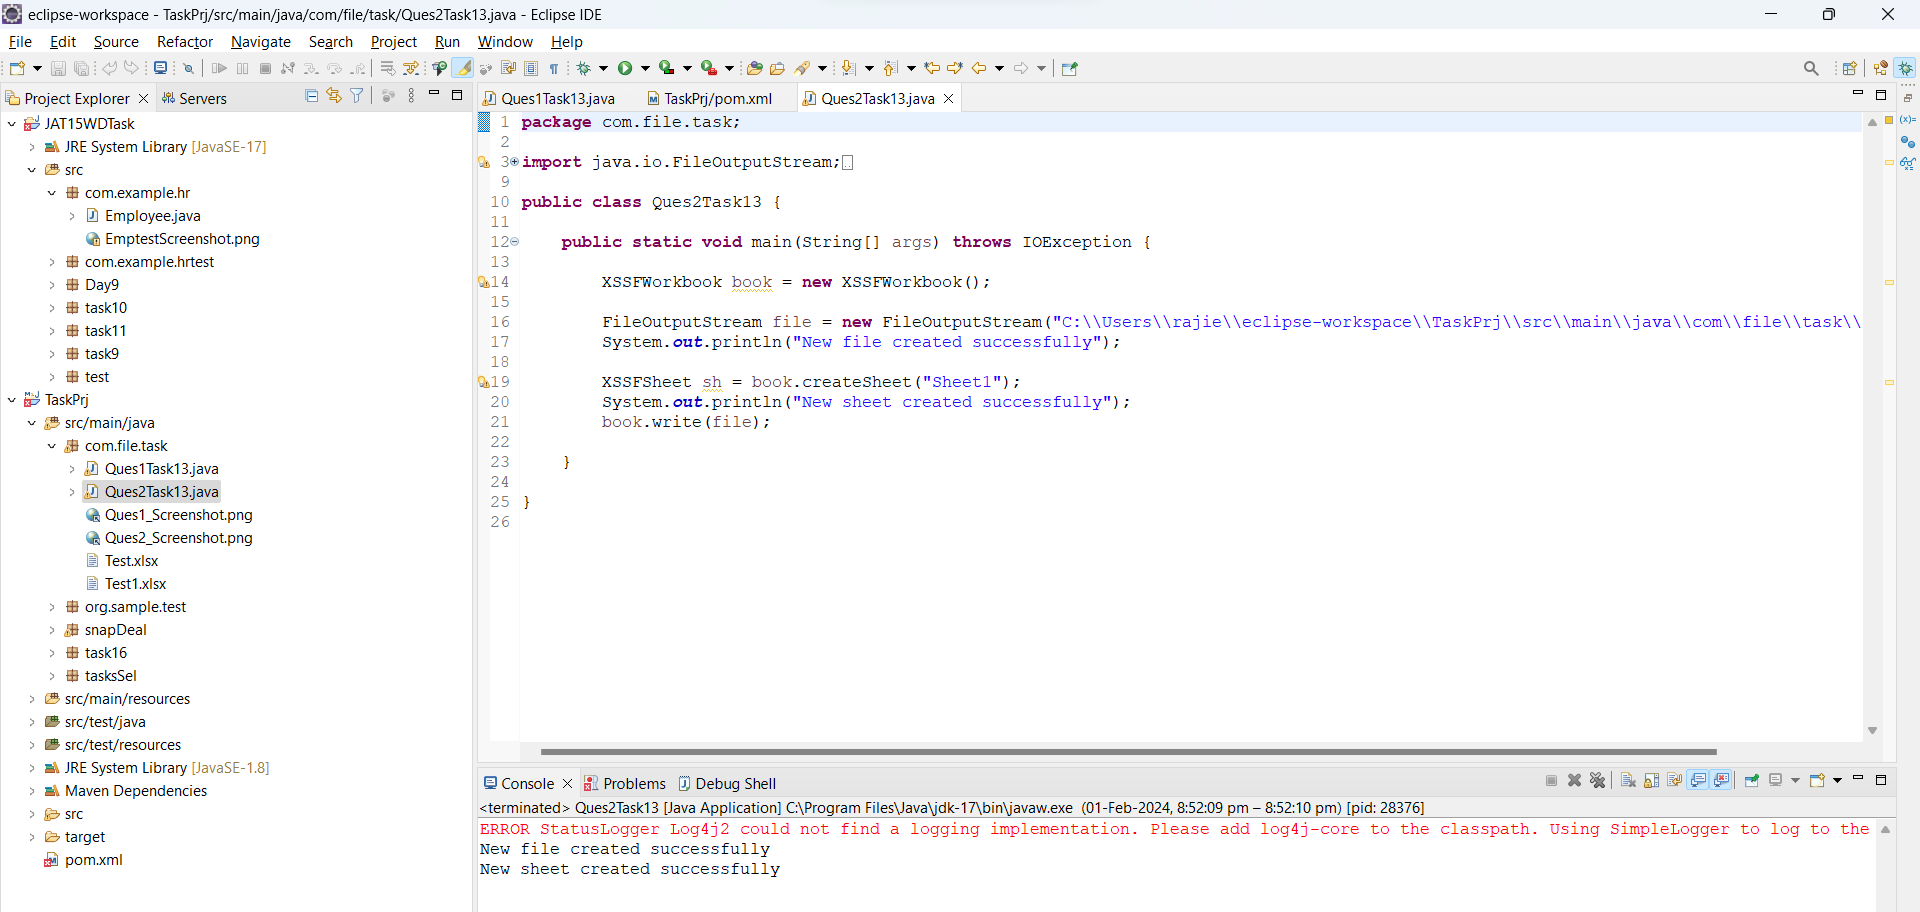 eclipse-workspace - TaskPrj/src/main/java/com/file/task/Ques2Task13.java - Eclipse IDE
File Edit Source Refactor Navigate Search Project Run Window Help
Project Explorer Servers
JAT15WDTask
JRE System Library [JavaSE-17]
src
com.example.hr
Employee.java
EmptestScreenshot.png
com.example.hrtest
Day9
task10
task11
task9
test
TaskPrj
src/main/java
com.file.task
Ques1Task13.java
Ques2Task13.java
Ques1_Screenshot.png
Ques2_Screenshot.png
Test.xlsx
Test1.xlsx
org.sample.test
snapDeal
task16
tasksSel
src/main/resources
src/test/java
src/test/resources
JRE System Library [JavaSE-1.8]
Maven Dependencies
src
target
pom.xml
Ques1Task13.java TaskPrj/pom.xml Ques2Task13.java
1 package com.file.task;
2
3 import java.io.FileOutputStream;
9
10 public class Ques2Task13 {
11
12 public static void main(String[] args) throws IOException {
13
14 XSSFWorkbook book = new XSSFWorkbook();
15
16 FileOutputStream file = new FileOutputStream("C:\\Users\\rajie\\eclipse-workspace\\TaskPrj\\src\\main\\java\\com\\file\\task\\
17 System.out.println("New file created successfully");
18
19 XSSFSheet sh = book.createSheet("Sheet1");
20 System.out.println("New sheet created successfully");
21 book.write(file);
22
23 }
24
25 }
26
Console Problems Debug Shell
<terminated> Ques2Task13 [Java Application] C:\Program Files\Java\jdk-17\bin\javaw.exe (01-Feb-2024, 8:52:09 pm – 8:52:10 pm) [pid: 28376]
ERROR StatusLogger Log4j2 could not find a logging implementation. Please add log4j-core to the classpath. Using SimpleLogger to log to the
New file created successfully
New sheet created successfully